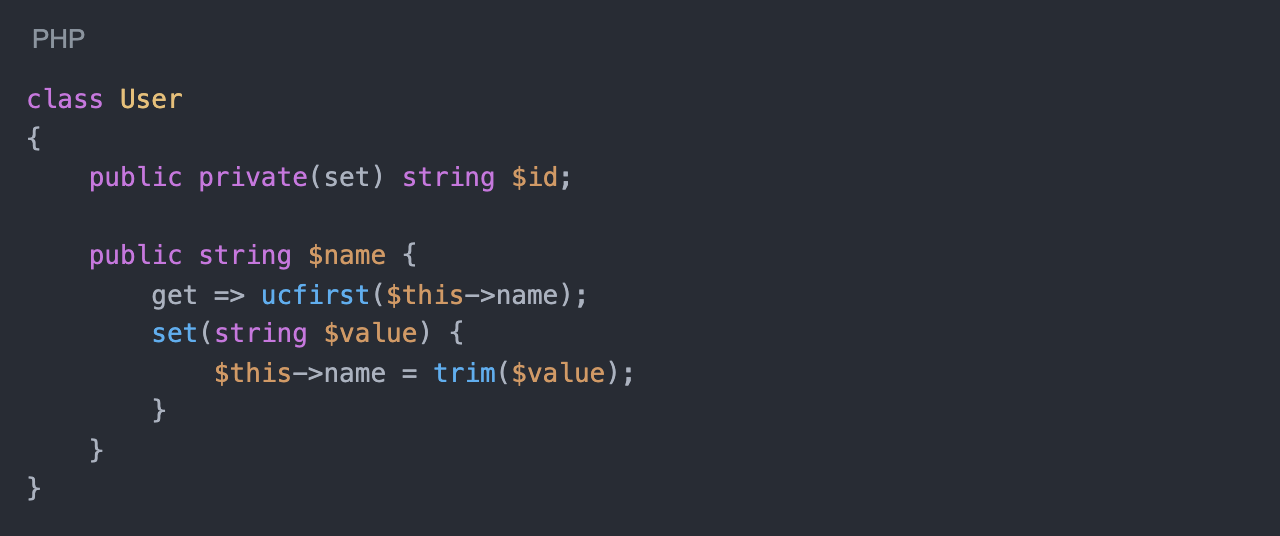 PHP
class User
{
    public private(set) string $id;

    public string $name {
        get => ucfirst($this->name);
        set(string $value) {
            $this->name = trim($value);
        }
    }
}